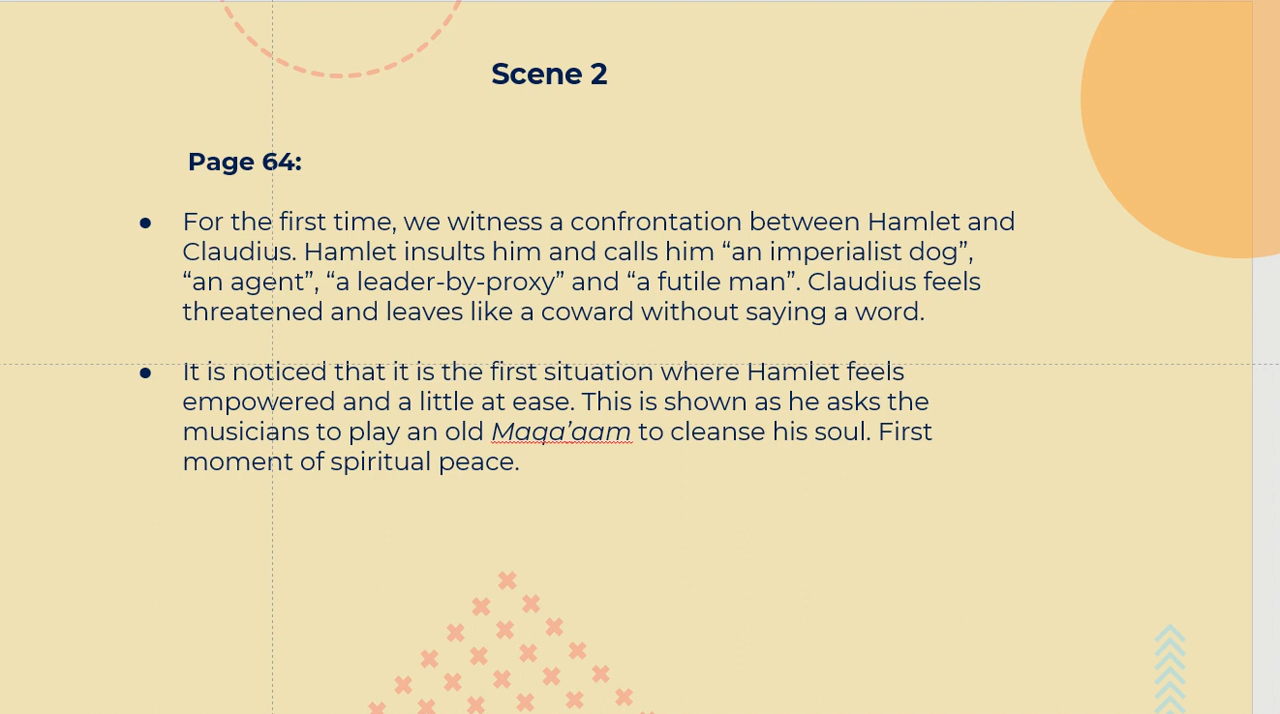 Scene 2
Page 64:
● For the first time, we witness a confrontation between Hamlet and
Claudius. Hamlet insults him and calls him “an imperialist dog”,
“an agent”, “a leader-by-proxy” and “a futile man”. Claudius feels
threatened and leaves like a coward without saying a word.
● It is noticed that it is the first situation where Hamlet feels
empowered and a little at ease. This is shown as he asks the
musicians to play an old Maqa’aam to cleanse his soul. First
moment of spiritual peace.